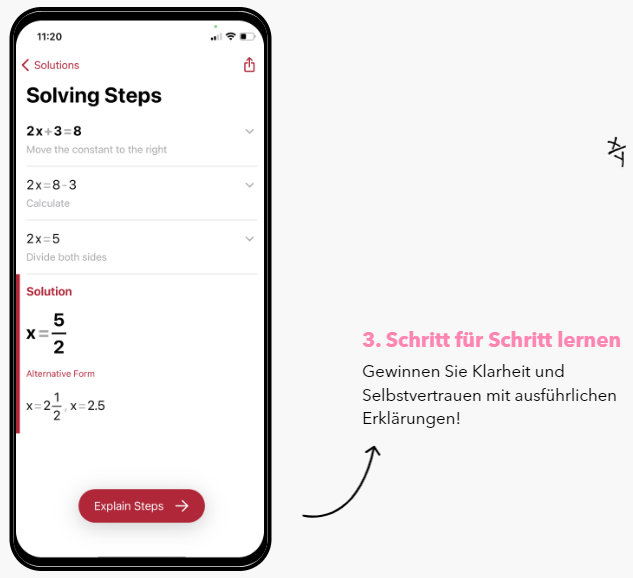 11:20
Solutions
Solving Steps
2x+3=8
Move the constant to the right
2x=8-3
Calculate
2x=5
Divide both sides
Solution
x=5/2
Alternative Form
x=2 1/2, x=2.5
Explain Steps
3. Schritt für Schritt lernen
Gewinnen Sie Klarheit und
Selbstvertrauen mit ausführlichen
Erklärungen!
x/y